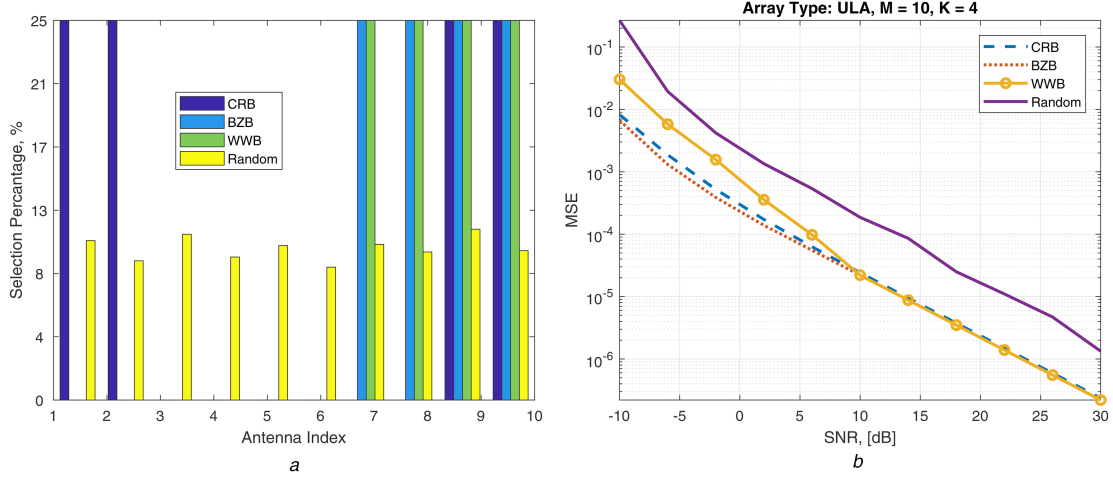 25
21
17
13
8
4
0
Selection Percantage, %
CRB
BZB
WWB
Random
1 2 3 4 5 6 7 8 9 10
Antenna Index
a
Array Type: ULA, M = 10, K = 4
10^-1
10^-2
10^-3
10^-4
10^-5
10^-6
MSE
CRB
BZB
WWB
Random
-10 -5 0 5 10 15 20 25 30
SNR, [dB]
b